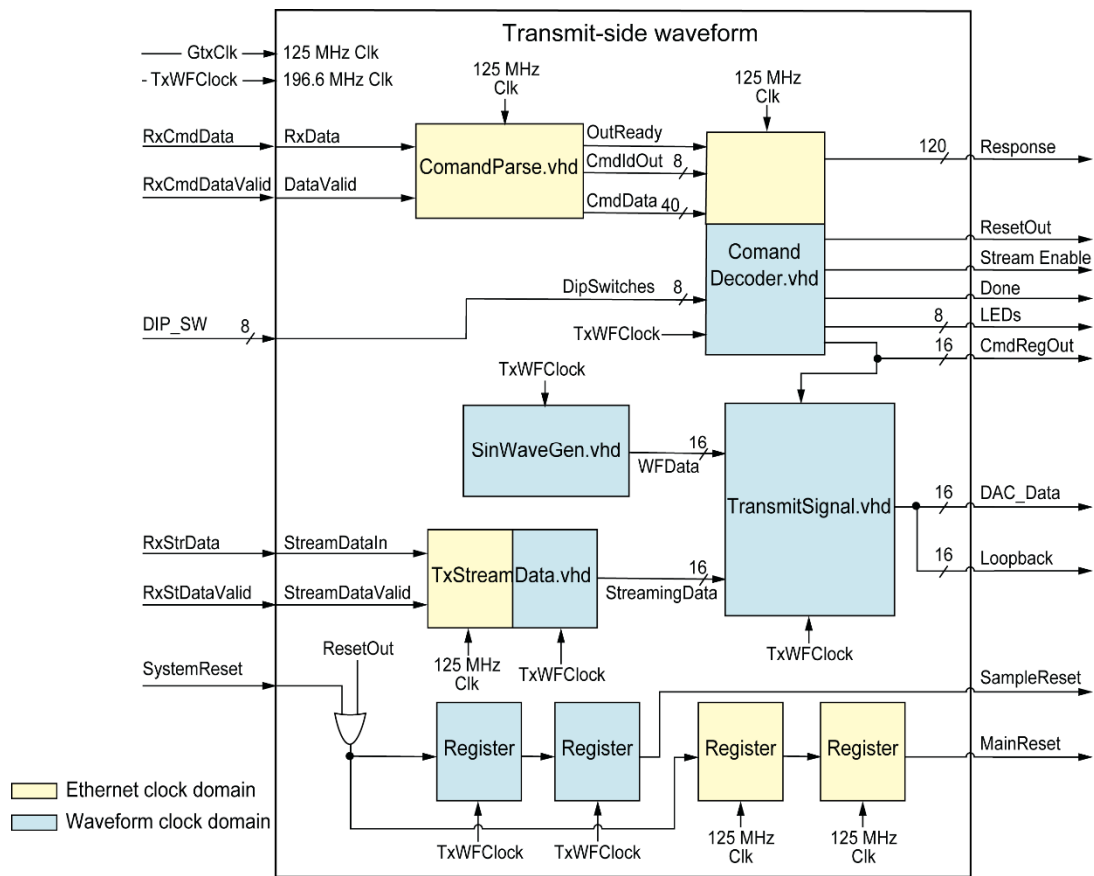 Transmit-side waveform
GtxClk
125 MHz Clk
TxWFClock
196.6 MHz Clk
125 MHz
Clk
125 MHz
Clk
RxCmdData
RxData
OutReady
CmdIdOut
8
CmdData
40
ComandParse.vhd
RxCmdDataValid
DataValid
120
Response
ResetOut
Stream Enable
Done
8
LEDs
16
CmdRegOut
Comand
Decoder.vhd
DipSwitches
8
DIP_SW
8
TxWFClock
TxWFClock
SinWaveGen.vhd
16
WFData
TransmitSignal.vhd
16
DAC_Data
16
Loopback
RxStrData
StreamDataIn
TxStreamData.vhd
16
StreamingData
RxStDataValid
StreamDataValid
125 MHz
Clk
TxWFClock
TxWFClock
ResetOut
SystemReset
SampleReset
Register
Register
Register
Register
MainReset
Ethernet clock domain
Waveform clock domain
TxWFClock
TxWFClock
125 MHz
Clk
125 MHz
Clk